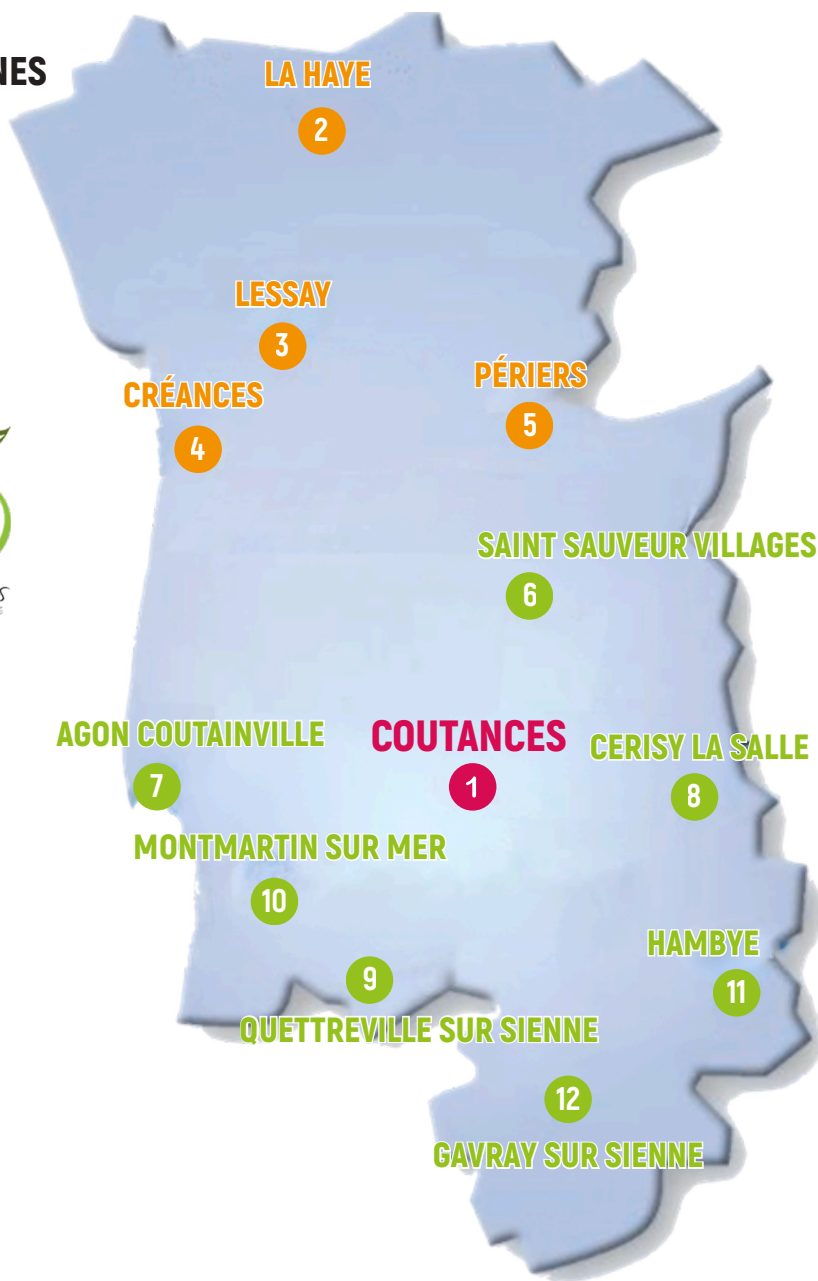 NES
LA HAYE
2
LESSAY
3
CRÉANCES
4
PÉRIERS
5
SAINT SAUVEUR VILLAGES
6
AGON COUTAINVILLE
7
COUTANCES
1
CERISY LA SALLE
8
MONTMARTIN SUR MER
10
9
QUETTREVILLE SUR SIENNE
HAMBYE
11
12
GAVRAY SUR SIENNE